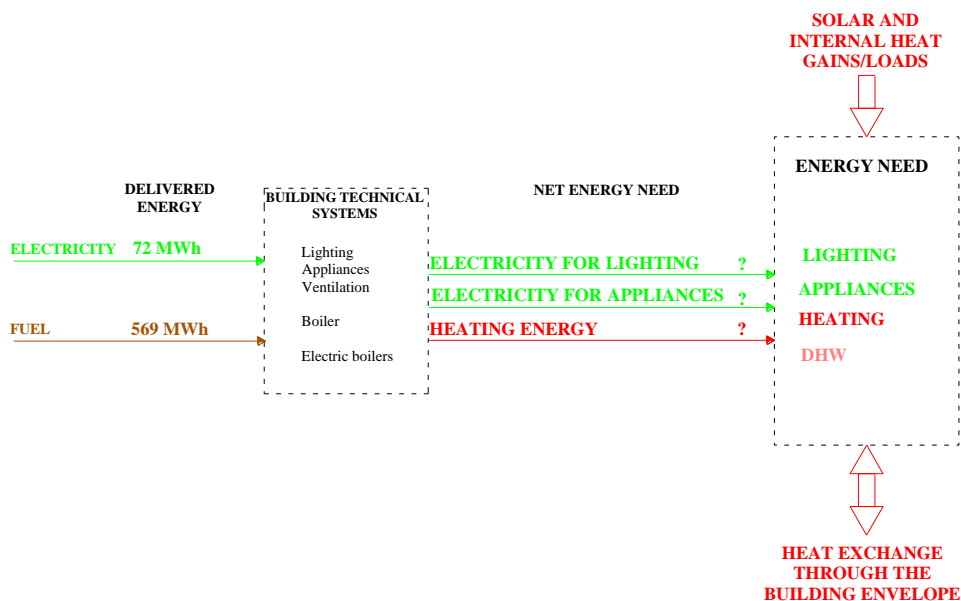 SOLAR AND
INTERNAL HEAT
GAINS/LOADS
ENERGY NEED
DELIVERED
ENERGY
BUILDING TECHNICAL
SYSTEMS
NET ENERGY NEED
ELECTRICITY 72 MWh
Lighting
Appliances
Ventilation
ELECTRICITY FOR LIGHTING ?
LIGHTING
ELECTRICITY FOR APPLIANCES ?
APPLIANCES
FUEL 569 MWh
Boiler
HEATING ENERGY ?
HEATING
Electric boilers
DHW
HEAT EXCHANGE
THROUGH THE
BUILDING ENVELOPE